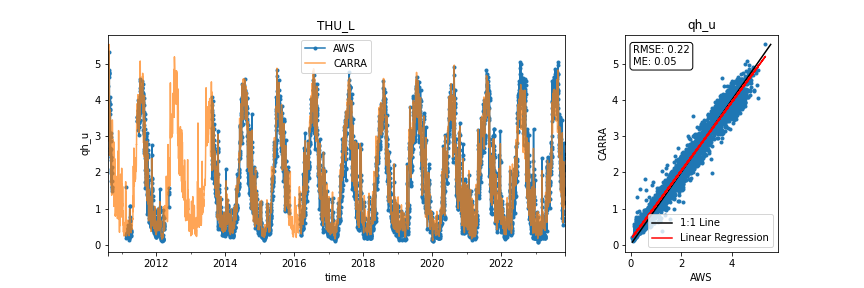 THU_L
qh_u
AWS
CARRA
qh_u
5
4
3
2
1
0
2012
2014
2016
2018
2020
2022
time
qh_u
RMSE: 0.22
ME: 0.05
CARRA
5
4
3
2
1
0
1:1 Line
Linear Regression
0
2
4
AWS